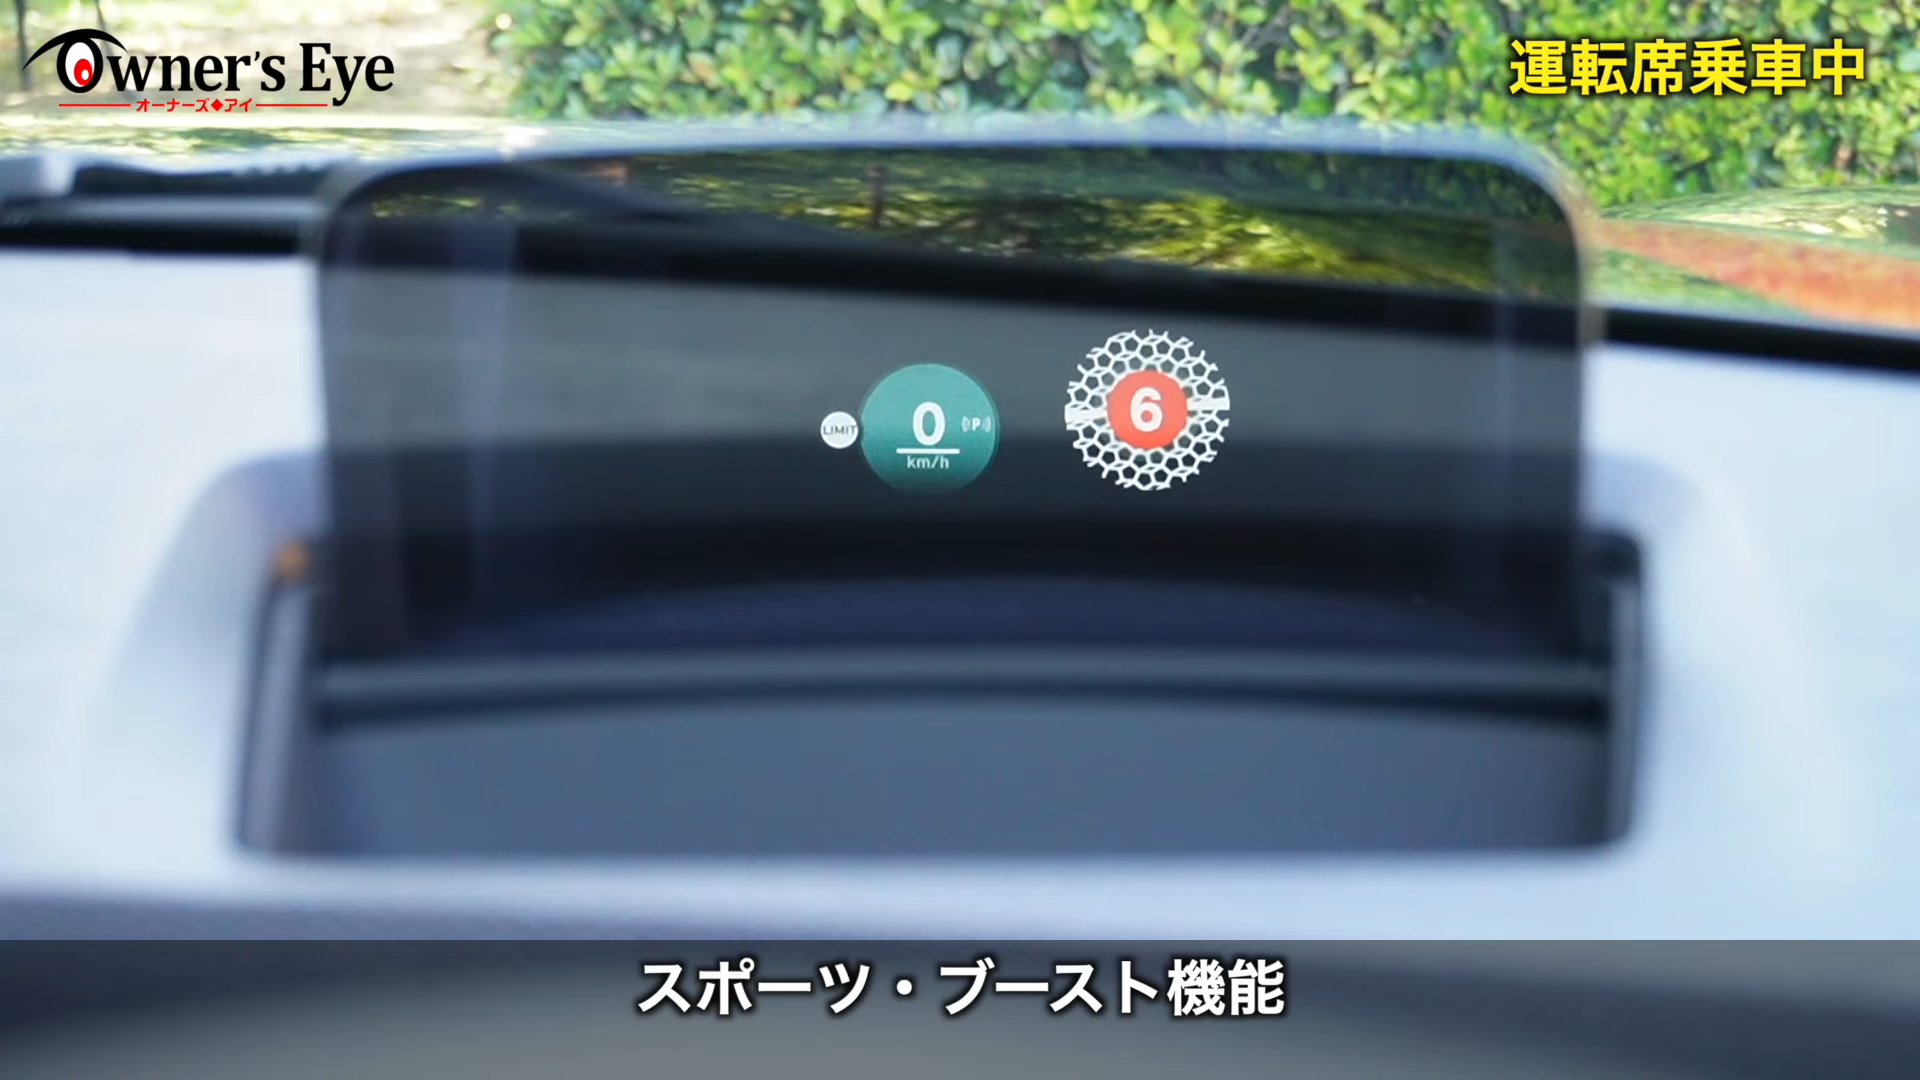 Owner's Eye
オーナーズ◆アイ
運転席乗車中
LIMIT
0
((P))
km/h
6
スポーツ・ブースト機能